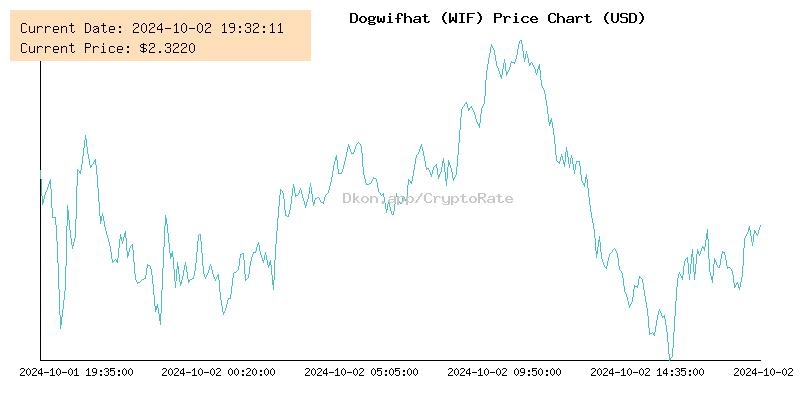 Dogwifhat (WIF) Price Chart (USD)
Current Date: 2024-10-02 19:32:11
Current Price: $2.3220
Dkon.app/CryptoRate
2024-10-01 19:35:00 2024-10-02 00:20:00 2024-10-02 05:05:00 2024-10-02 09:50:00 2024-10-02 14:35:00 2024-10-02